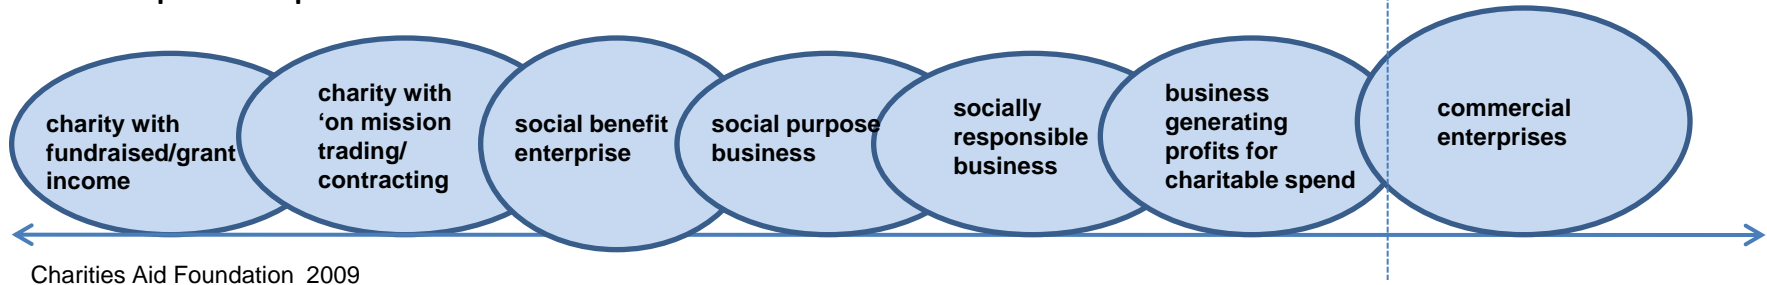 charity with
fundraised/grant
income
charity with
‘on mission
trading/
contracting
social benefit
enterprise
social purpose
business
socially
responsible
business
business
generating
profits for
charitable spend
commercial
enterprises
Charities Aid Foundation  2009